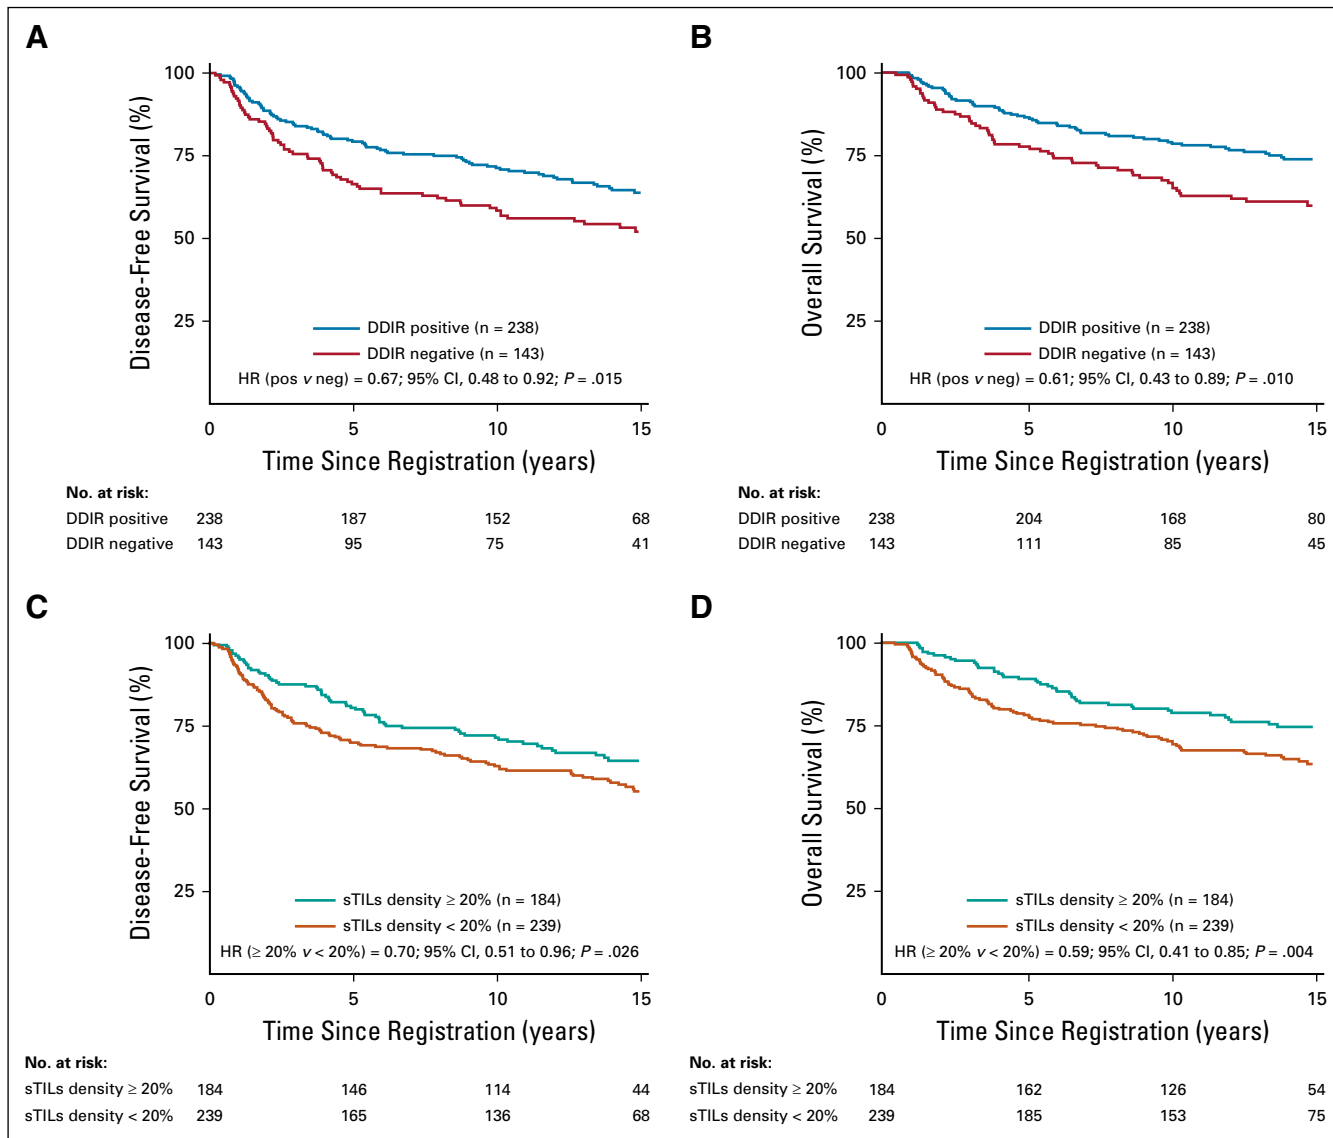 A
Disease-Free Survival (%)
100
75
50
25
DDIR positive (n = 238)
DDIR negative (n = 143)
HR (pos v neg) = 0.67; 95% CI, 0.48 to 0.92; P = .015
0 5 10 15
Time Since Registration (years)
No. at risk:
DDIR positive 238 187 152 68
DDIR negative 143 95 75 41
B
Overall Survival (%)
100
75
50
25
DDIR positive (n = 238)
DDIR negative (n = 143)
HR (pos v neg) = 0.61; 95% CI, 0.43 to 0.89; P = .010
0 5 10 15
Time Since Registration (years)
No. at risk:
DDIR positive 238 204 168 80
DDIR negative 143 111 85 45
C
Disease-Free Survival (%)
100
75
50
25
sTILs density ≥ 20% (n = 184)
sTILs density < 20% (n = 239)
HR (≥ 20% v < 20%) = 0.70; 95% CI, 0.51 to 0.96; P = .026
0 5 10 15
Time Since Registration (years)
No. at risk:
sTILs density ≥ 20% 184 146 114 44
sTILs density < 20% 239 165 136 68
D
Overall Survival (%)
100
75
50
25
sTILs density ≥ 20% (n = 184)
sTILs density < 20% (n = 239)
HR (≥ 20% v < 20%) = 0.59; 95% CI, 0.41 to 0.85; P = .004
0 5 10 15
Time Since Registration (years)
No. at risk:
sTILs density ≥ 20% 184 162 126 54
sTILs density < 20% 239 185 153 75